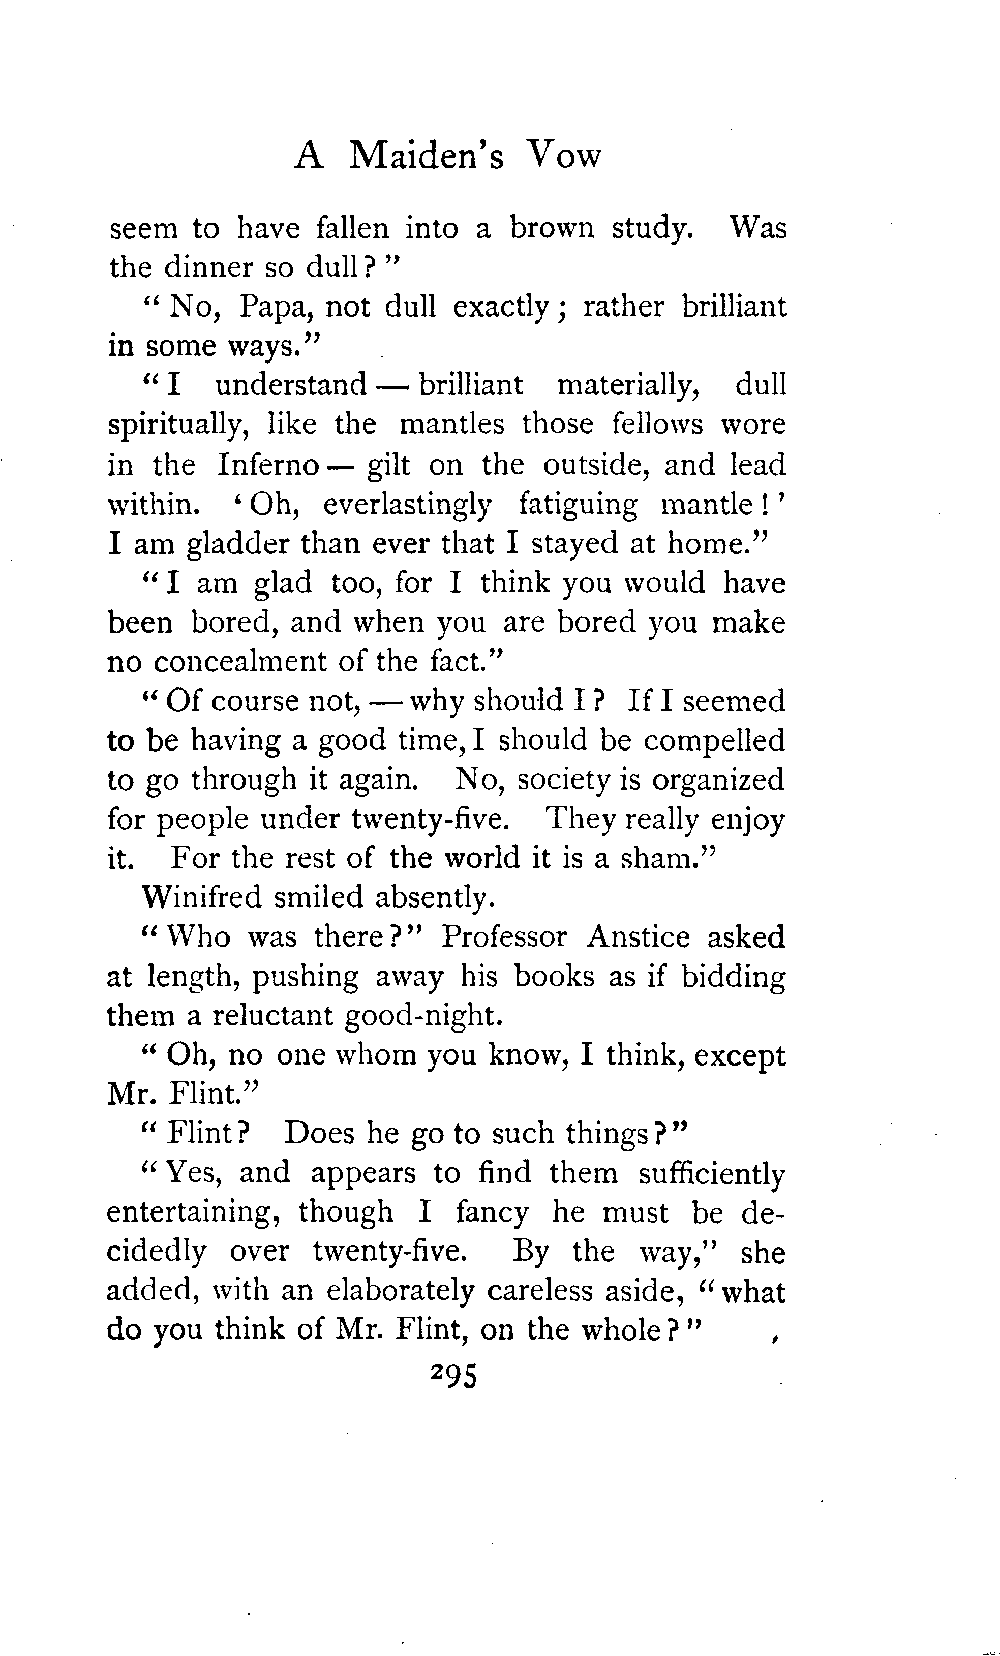 A Maiden's Vow
seem to have fallen into a brown study. Was
the dinner so dull?"
"No, Papa, not dull exactly; rather brilliant
in some ways."
"I understand — brilliant materially, dull
spiritually, like the mantles those fellows wore
in the Inferno — gilt on the outside, and lead
within. 'Oh, everlastingly fatiguing mantle!'
I am gladder than ever that I stayed at home."
"I am glad too, for I think you would have
been bored, and when you are bored you make
no concealment of the fact."
"Of course not, — why should I? If I seemed
to be having a good time, I should be compelled
to go through it again. No, society is organized
for people under twenty-five. They really enjoy
it. For the rest of the world it is a sham."
Winifred smiled absently.
"Who was there?" Professor Anstice asked
at length, pushing away his books as if bidding
them a reluctant good-night.
"Oh, no one whom you know, I think, except
Mr. Flint."
"Flint? Does he go to such things?"
"Yes, and appears to find them sufficiently
entertaining, though I fancy he must be de-
cidedly over twenty-five. By the way," she
added, with an elaborately careless aside, "what
do you think of Mr. Flint, on the whole?"
295